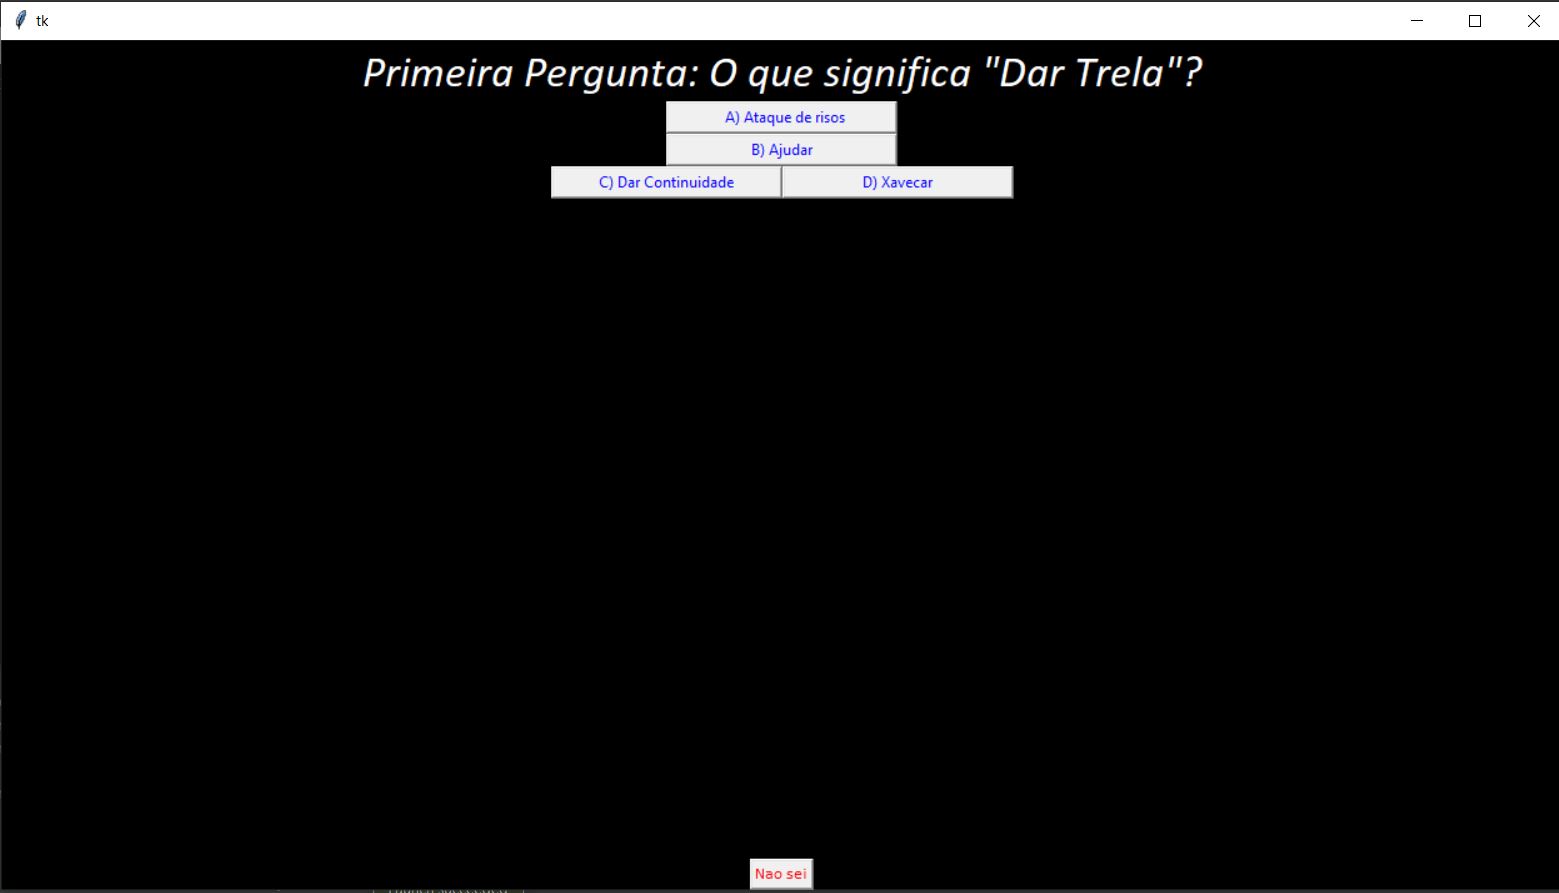 tk
Primeira Pergunta: O que significa "Dar Trela"?
A) Ataque de risos
B) Ajudar
C) Dar Continuidade
D) Xavecar
Nao sei